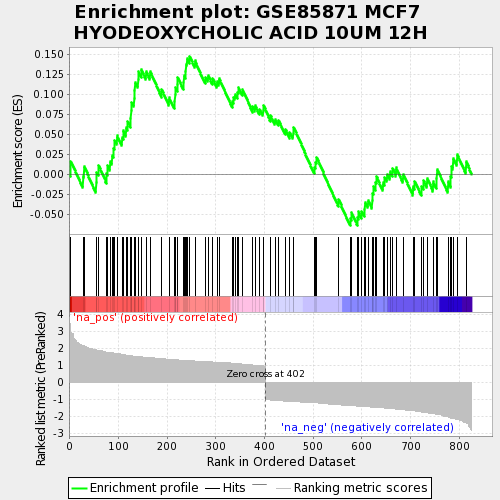 Enrichment plot: GSE85871 MCF7
HYODEOXYCHOLIC ACID 10UM 12H
Enrichment score (ES)
0.150
0.125
0.100
0.075
0.050
0.025
0.000
-0.025
-0.050
'na_pos' (positively correlated)
Ranked list metric (PreRanked)
4
3
2
1
0
-1
-2
-3
Zero cross at 402
'na_neg' (negatively correlated)
0 100 200 300 400 500 600 700 800
Rank in Ordered Dataset
Enrichment profile Hits Ranking metric scores